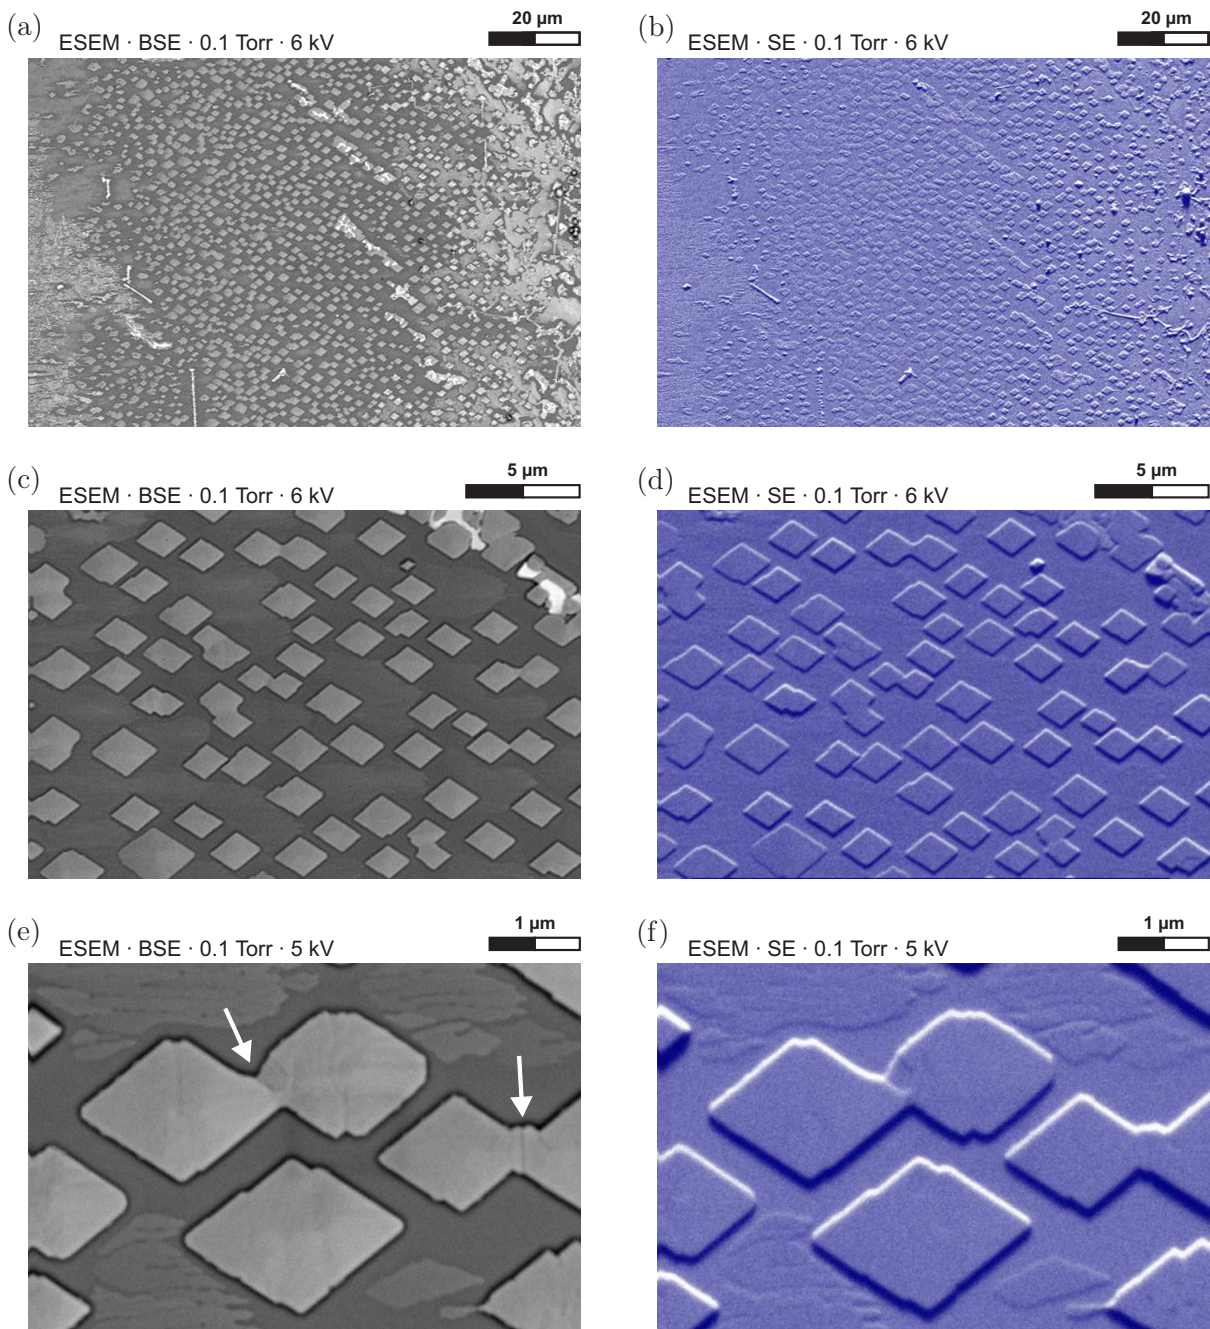 (a) ESEM · BSE · 0.1 Torr · 6 kV 20 µm
(b) ESEM · SE · 0.1 Torr · 6 kV 20 µm
(c) ESEM · BSE · 0.1 Torr · 6 kV 5 µm
(d) ESEM · SE · 0.1 Torr · 6 kV 5 µm
(e) ESEM · BSE · 0.1 Torr · 5 kV 1 µm
(f) ESEM · SE · 0.1 Torr · 5 kV 1 µm